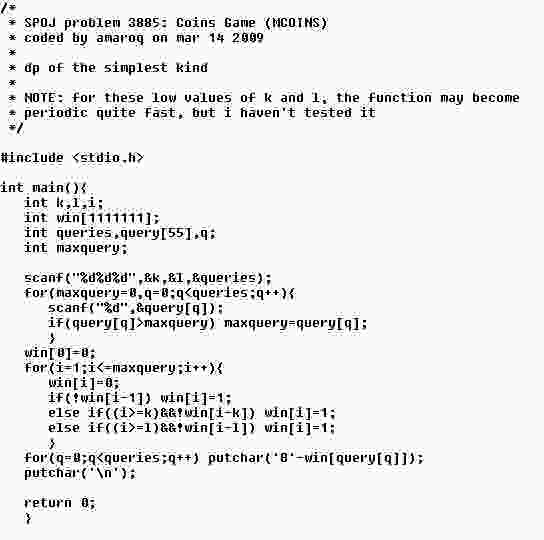 /*
 * SPOJ problem 3885: Coins Game (MCOINS)
 * coded by amaroq on mar 14 2009
 *
 * dp of the simplest kind
 *
 * NOTE: for these low values of k and l, the function may become
 * periodic quite fast, but i haven't tested it
 */
#include <stdio.h>
int main(){
int k,l,i;
int win[1111111];
int queries,query[55],q;
int maxquery;
scanf("%d%d%d",&k,&l,&queries);
for(maxquery=0,q=0;q<queries;q++){
scanf("%d",&query[q]);
if(query[q]>maxquery) maxquery=query[q];
}
win[0]=0;
for(i=1;i<=maxquery;i++){
win[i]=0;
if(!win[i-1]) win[i]=1;
else if((i>=k)&&!win[i-k]) win[i]=1;
else if((i>=l)&&!win[i-l]) win[i]=1;
}
for(q=0;q<queries;q++) putchar('B'-win[query[q]]);
putchar('\n');
return 0;
}